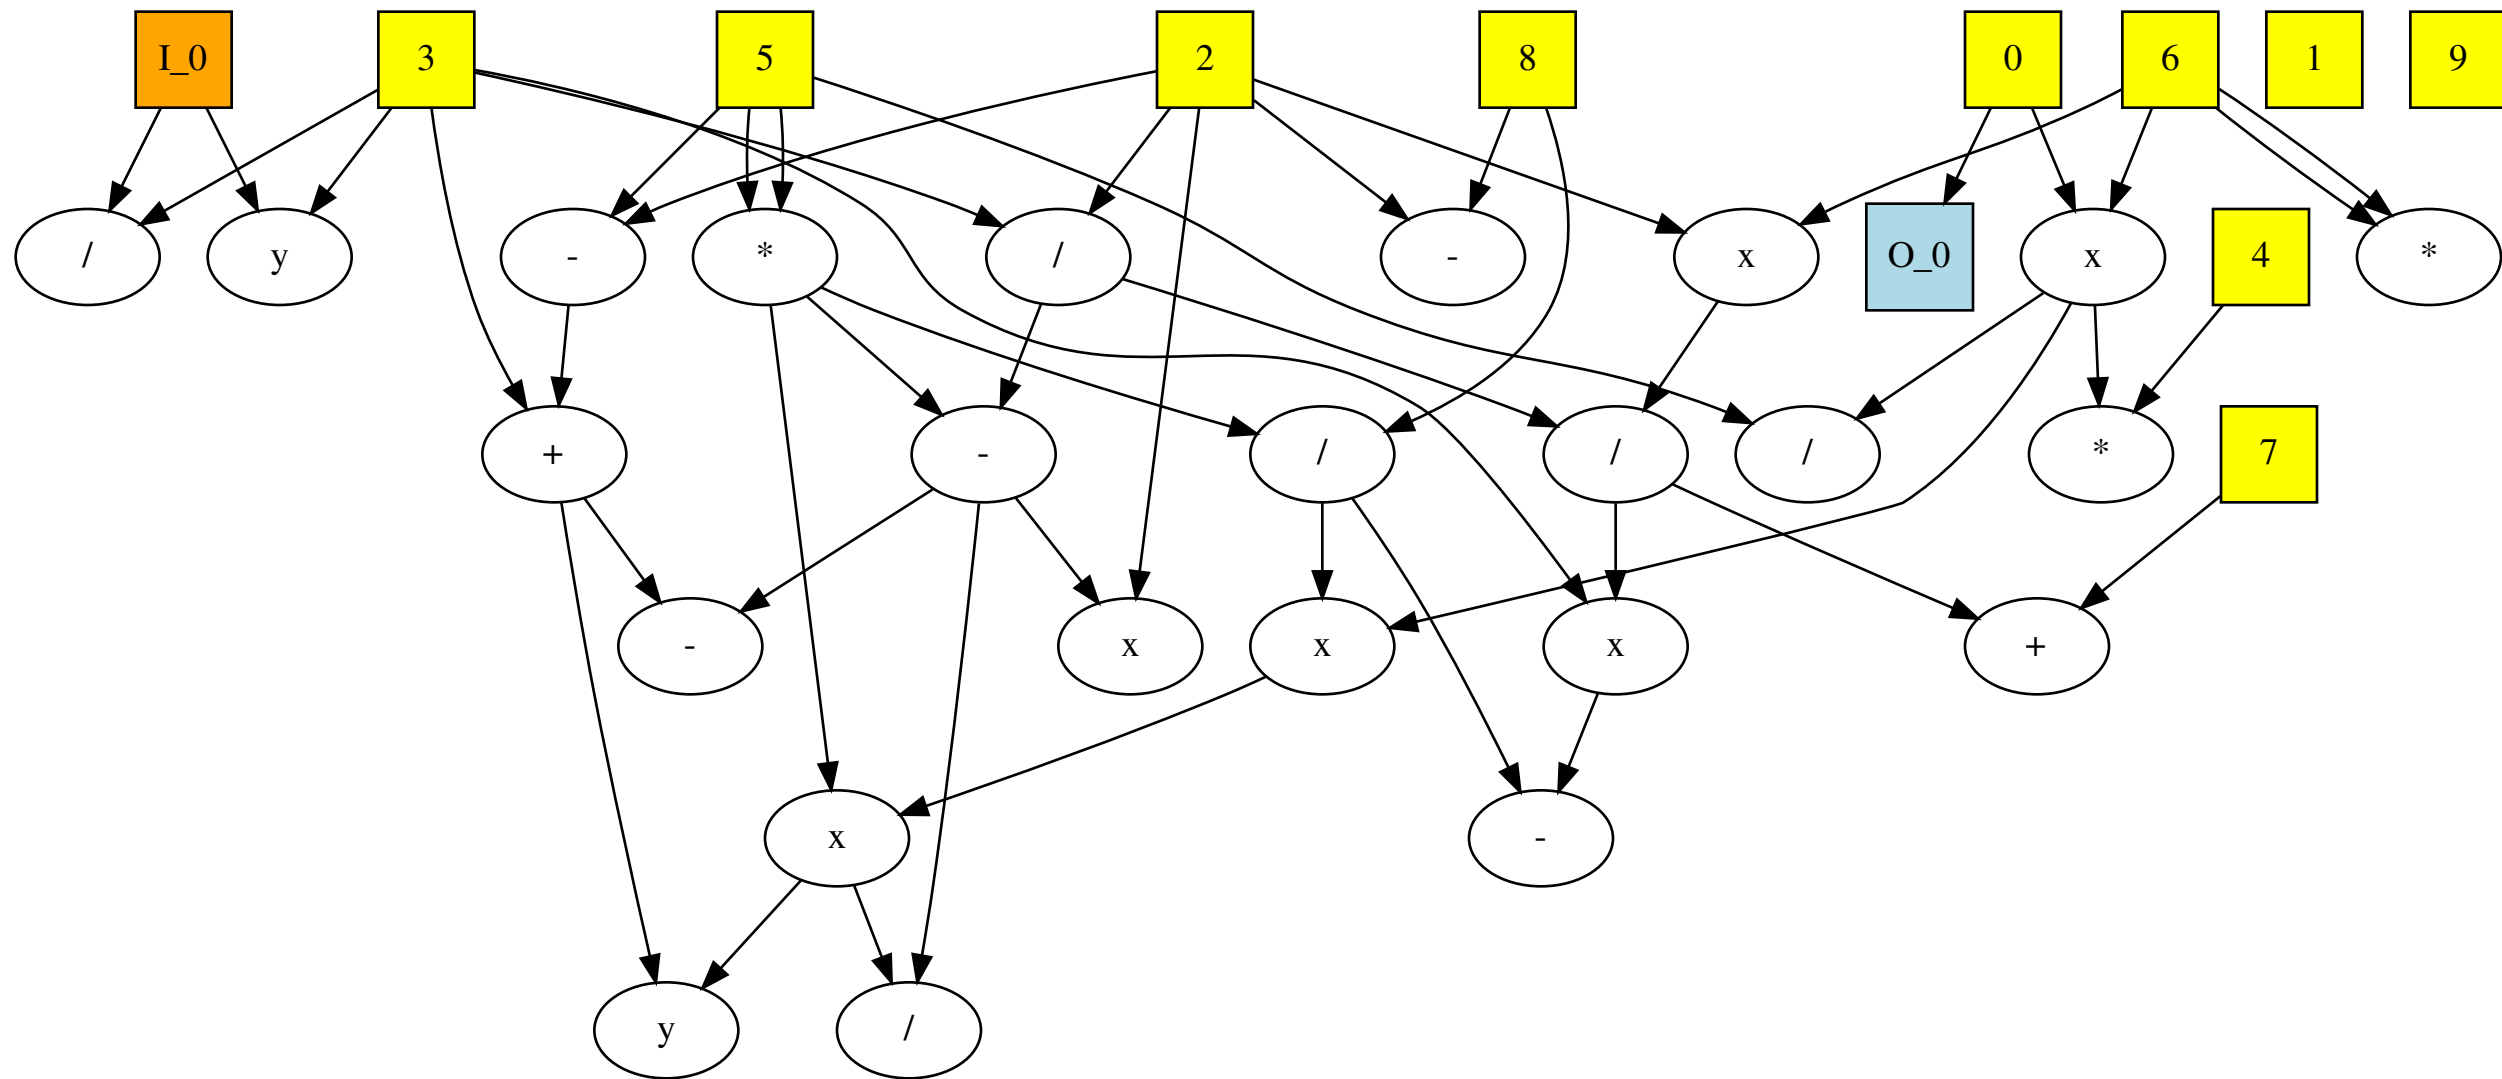 I_0 3 5 2 8 0 6 1 9
/ y - * / - x O_0 x 4 *
+ - / / / * 7
- x x x +
x -
y /